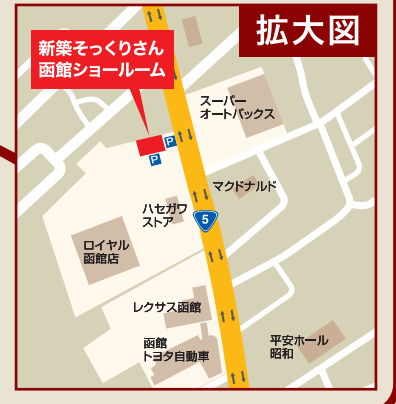 拡大図
新築そっくりさん
函館ショールーム
スーパー
オートバックス
P
P
マクドナルド
ハセガワ
ストア
5
ロイヤル
函館店
レクサス函館
函館
トヨタ自動車
平安ホール
昭和